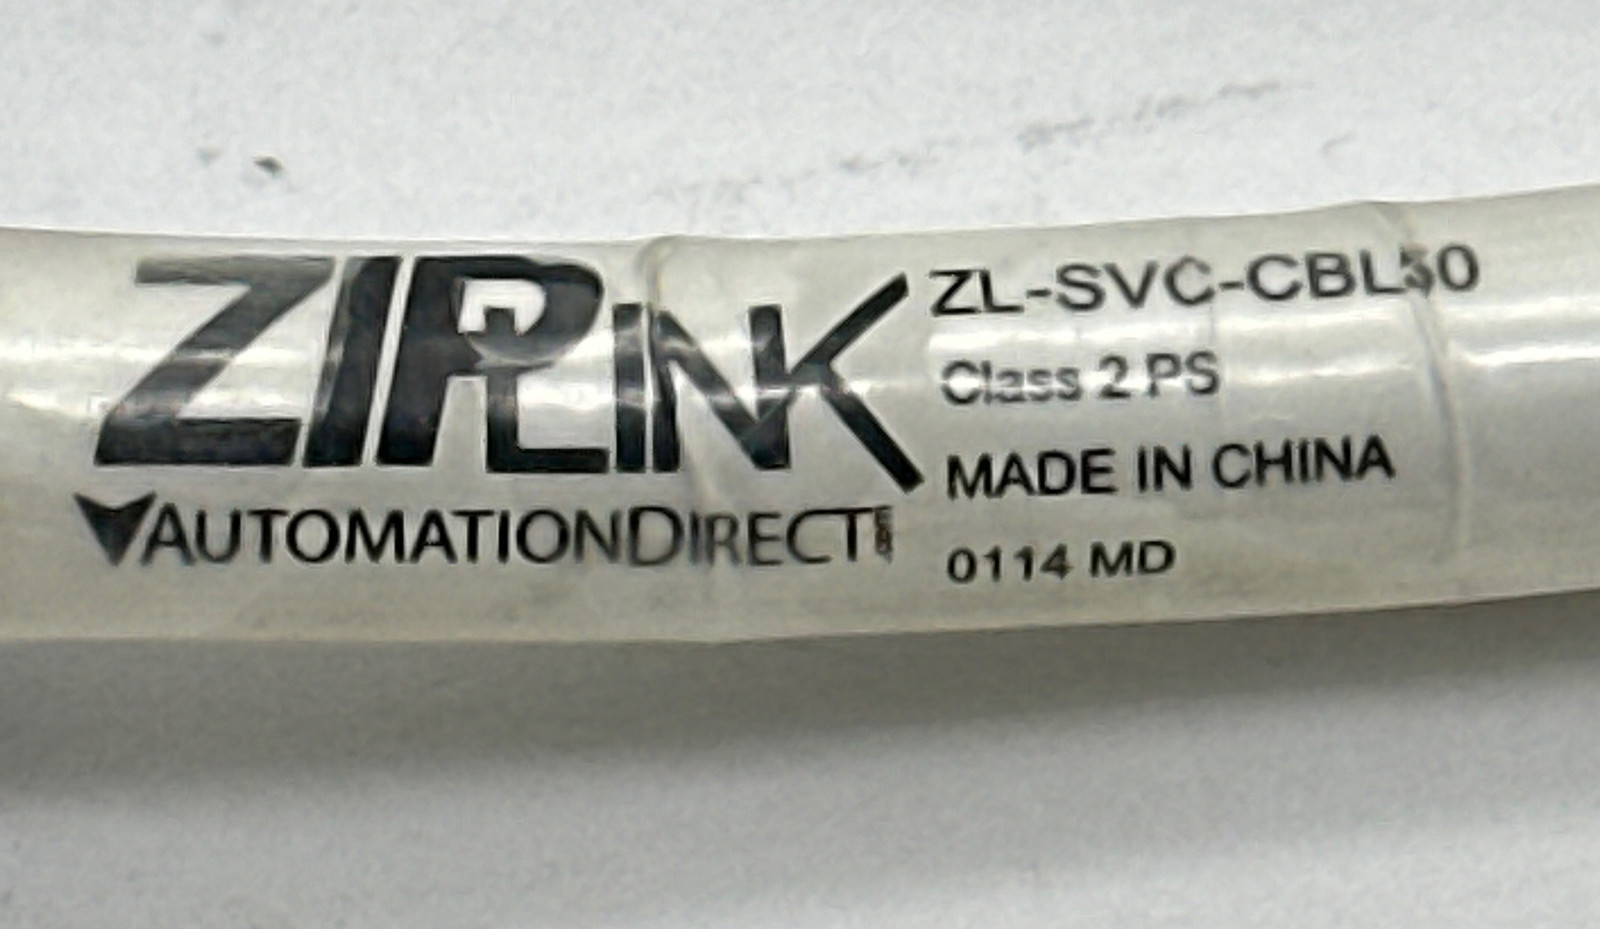 ZIPLINK
AUTOMATIONDIRECT
ZL-SVC-CBL50
Class 2 PS
MADE IN CHINA
0114 MD